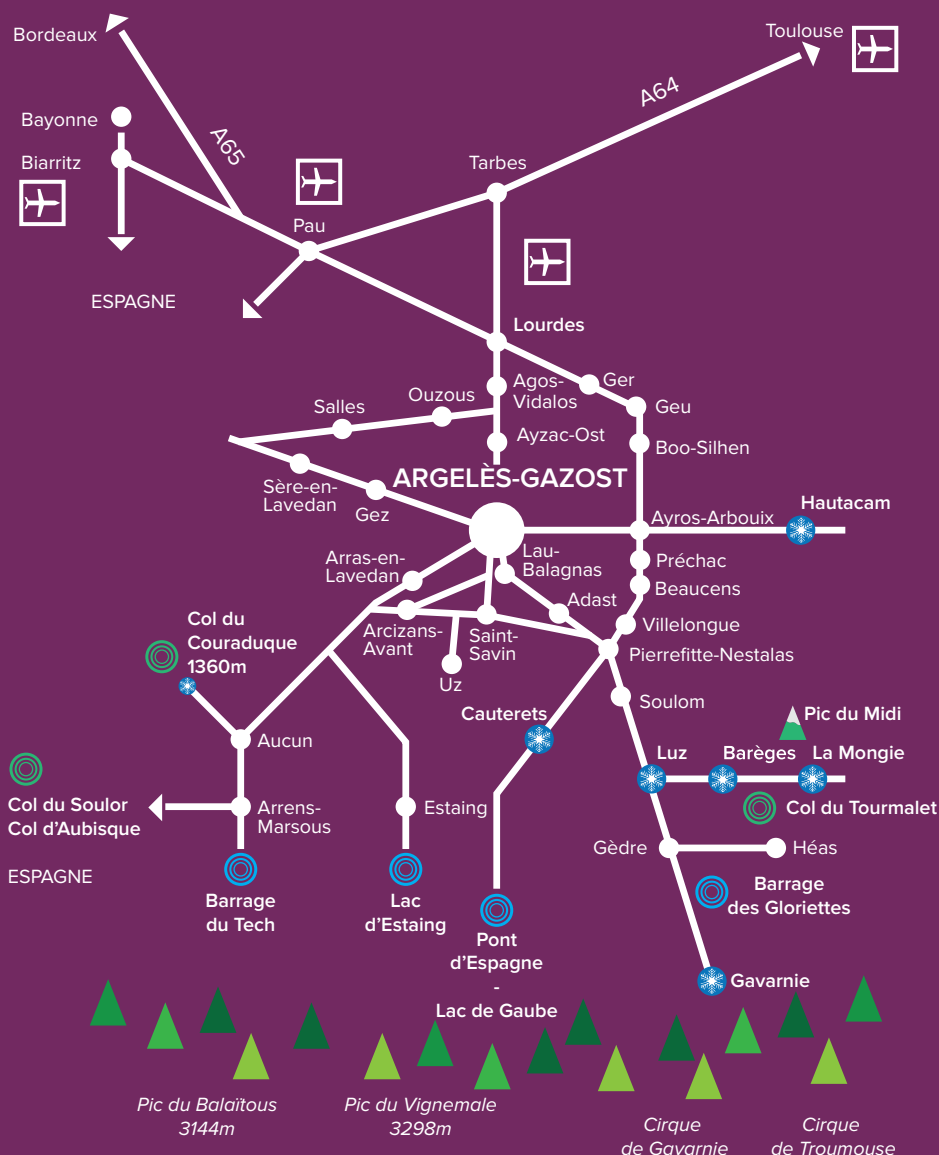 Toulouse
Bordeaux
A64
Bayonne
A65
Biarritz
Tarbes
Pau
ESPAGNE
Lourdes
Agos-
Vidalos
Ger
Ouzous
Salles
Geu
Ayzac-Ost
Boo-Silhen
ARGELÈS-GAZOST
Sère-en-
Lavedan
Gez
Hautacam
Ayros-Arbouix
Arras-en-
Lavedan
Lau-
Balagnas
Préchac
Beaucens
Adast
Col du
Couraduque
1360m
Arcizans-
Avant
Saint-
Savin
Villelongue
Uz
Pierrefitte-Nestalas
Soulom
Cauterets
Pic du Midi
Aucun
Luz
Barèges
La Mongie
Col du Soulor
Col d'Aubisque
Arrens-
Marsous
Estaing
Col du Tourmalet
Gèdre
Héas
ESPAGNE
Barrage
du Tech
Lac
d'Estaing
Barrage
des Gloriettes
Pont
d'Espagne
-
Lac de Gaube
Gavarnie
Pic du Balaïtous
3144m
Pic du Vignemale
3298m
Cirque
de Gavarnie
Cirque
de Troumouse